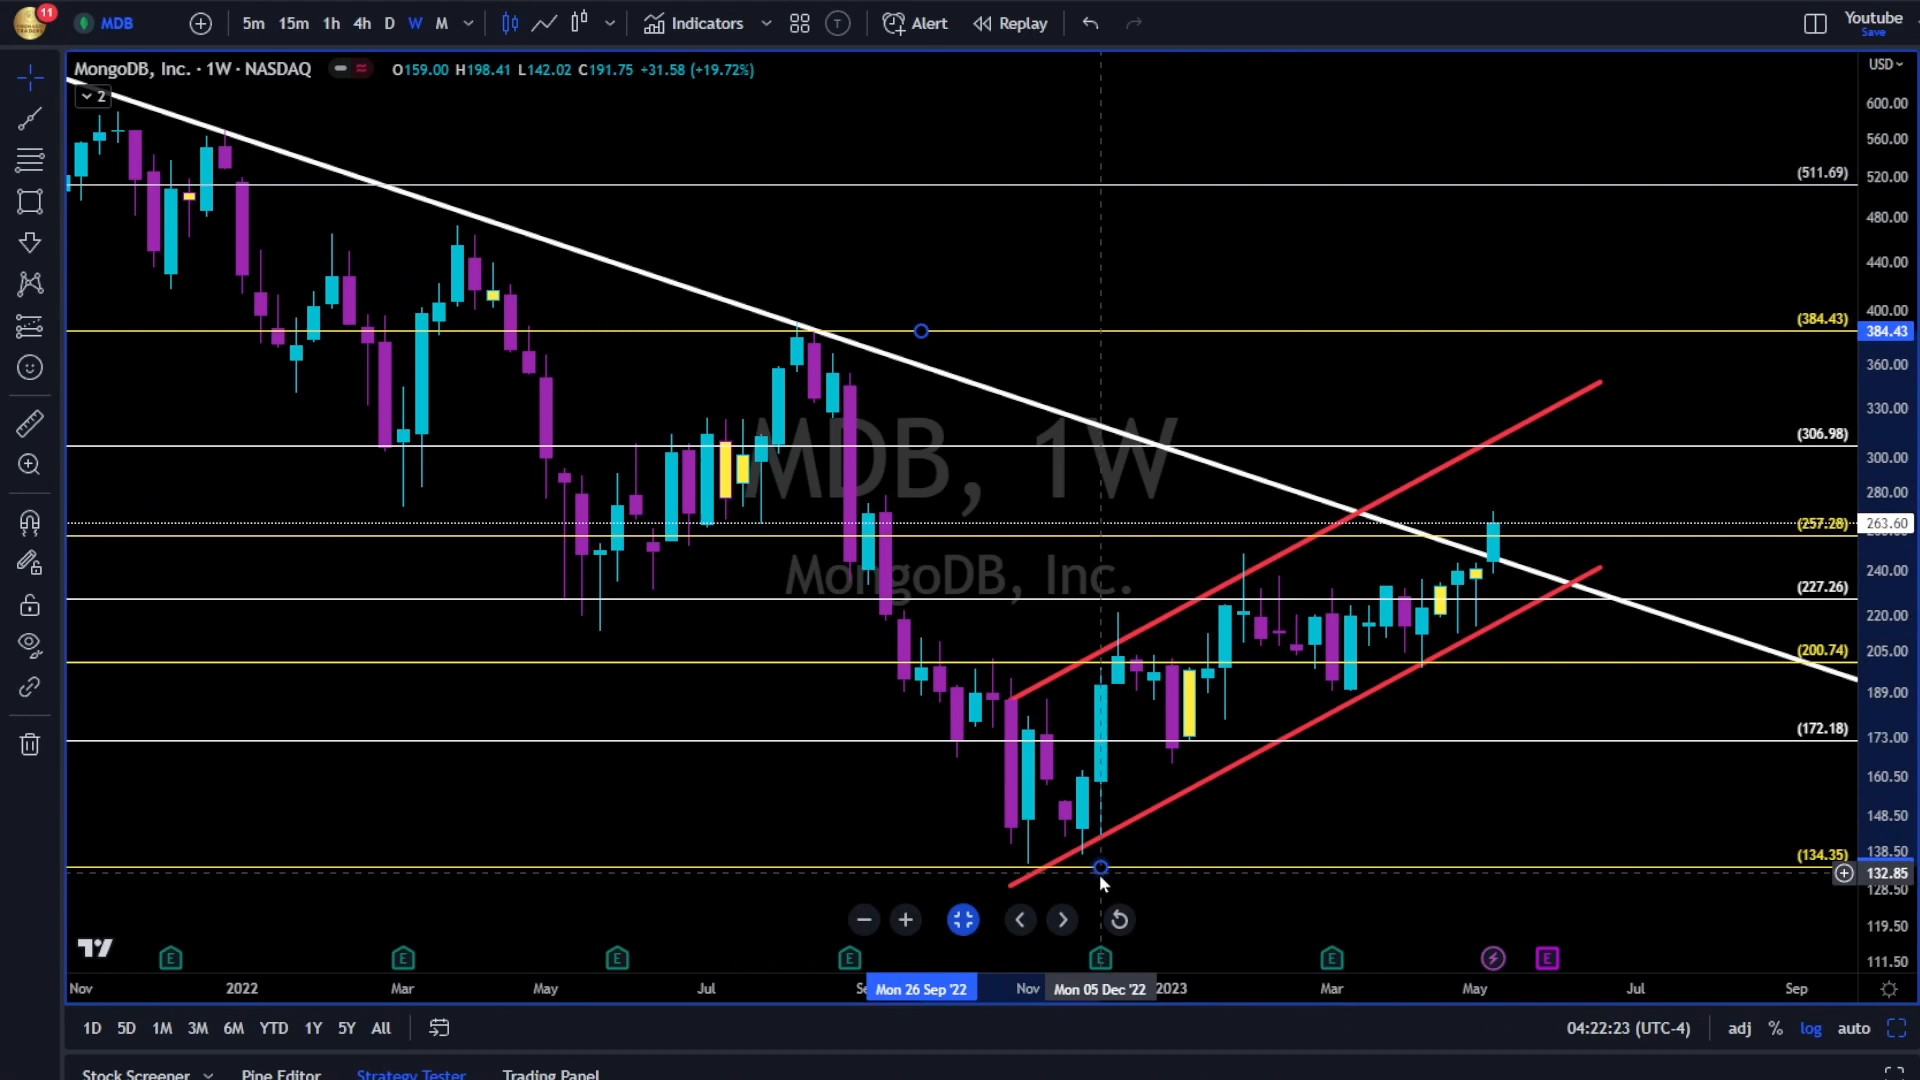 11
MDB
5m 15m 1h 4h D W M
Indicators
T
Alert
Replay
Youtube
Save
MongoDB, Inc. · 1W · NASDAQ
O159.00 H198.41 L142.02 C191.75 +31.58 (+19.72%)
USD
2
600.00
560.00
(511.69)
520.00
480.00
440.00
400.00
(384.43)
384.43
360.00
330.00
(306.98)
300.00
MDB, 1W
MongoDB, Inc.
280.00
(257.28)
263.60
240.00
(227.26)
220.00
(200.74)
205.00
189.00
(172.18)
173.00
160.50
148.50
(134.35)
138.50
132.85
128.50
119.50
111.50
E E E E E E E
Nov 2022 Mar May Jul Mon 26 Sep '22 Nov Mon 05 Dec '22 2023 Mar May Jul Sep
1D 5D 1M 3M 6M YTD 1Y 5Y All
04:22:23 (UTC-4)
adj % log auto
Stock Screener Pine Editor Strategy Tester Trading Panel